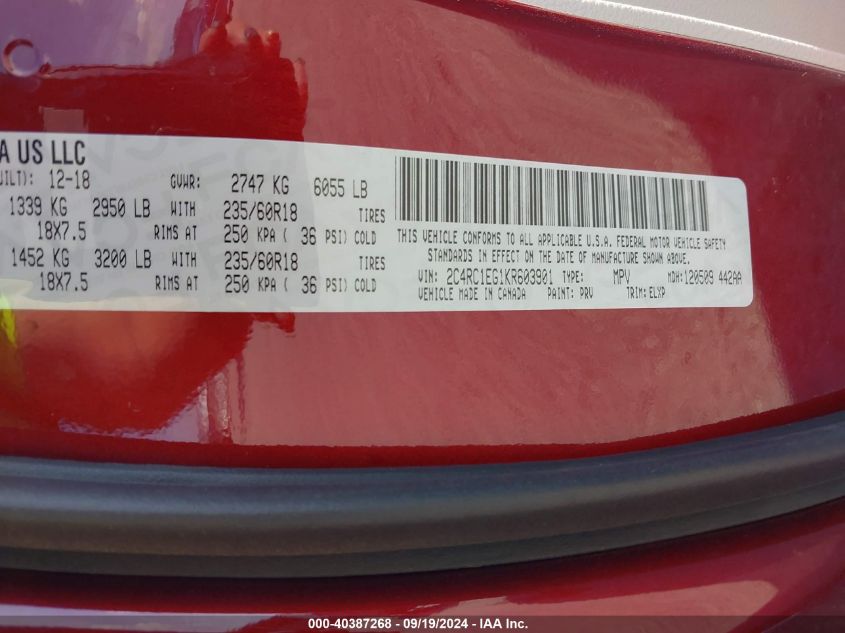 A US LLC
UILT): 12-18 GVWR: 2747 KG 6055 LB
1339 KG 2950 LB WITH 235/60R18 TIRES
18X7.5 RIMS AT 250 KPA ( 36 PSI) COLD
1452 KG 3200 LB WITH 235/60R18 TIRES
18X7.5 RIMS AT 250 KPA ( 36 PSI) COLD
THIS VEHICLE CONFORMS TO ALL APPLICABLE U.S.A. FEDERAL MOTOR VEHICLE SAFETY
STANDARDS IN EFFECT ON THE DATE OF MANUFACTURE SHOWN ABOVE.
VIN: 2C4RC1EG1KR603901 TYPE: MPV MDH: 120509 442AA
VEHICLE MADE IN CANADA PAINT: PRV TRIM: ELXP
000-40387268 - 09/19/2024 - IAA Inc.